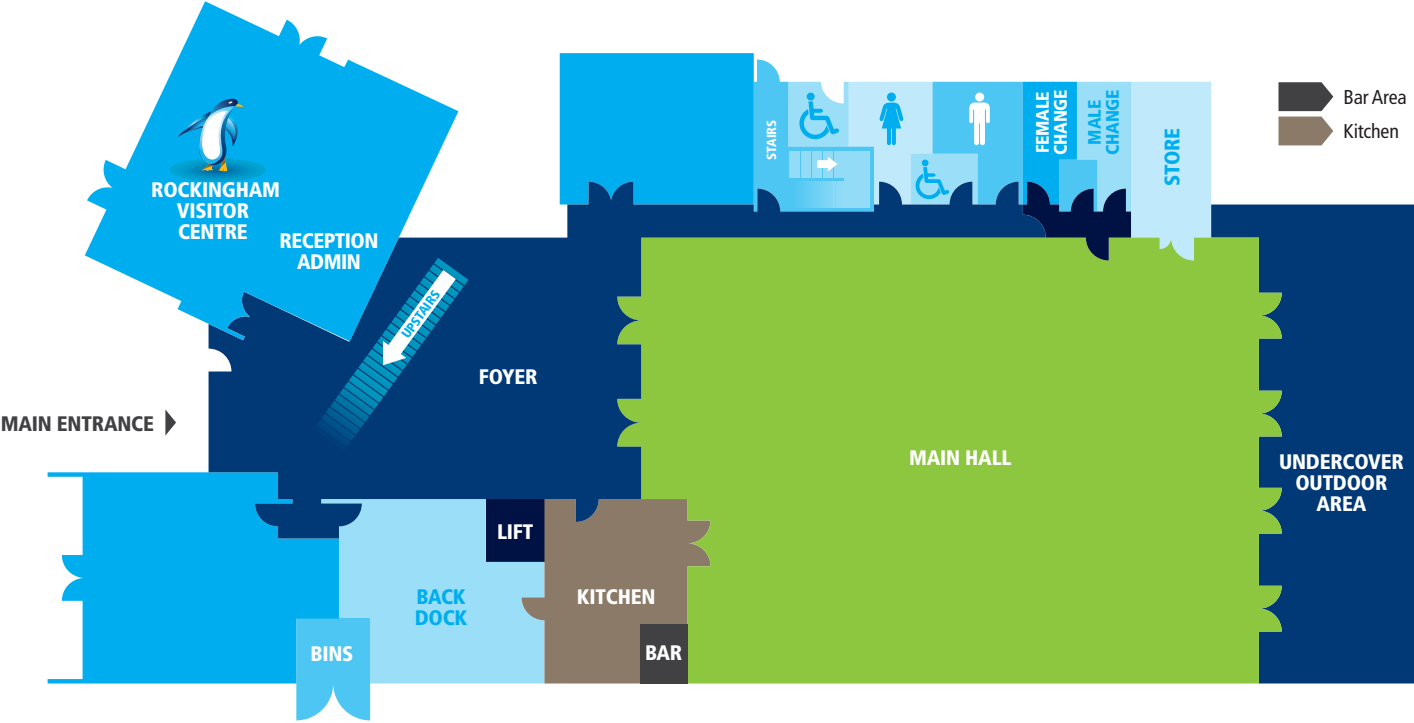 ROCKINGHAM
VISITOR
CENTRE
RECEPTION
ADMIN
STAIRS
FEMALE
CHANGE
MALE
CHANGE
STORE
Bar Area
Kitchen
UPSTAIRS
FOYER
MAIN ENTRANCE
MAIN HALL
UNDERCOVER
OUTDOOR
AREA
LIFT
BACK
DOCK
KITCHEN
BINS
BAR